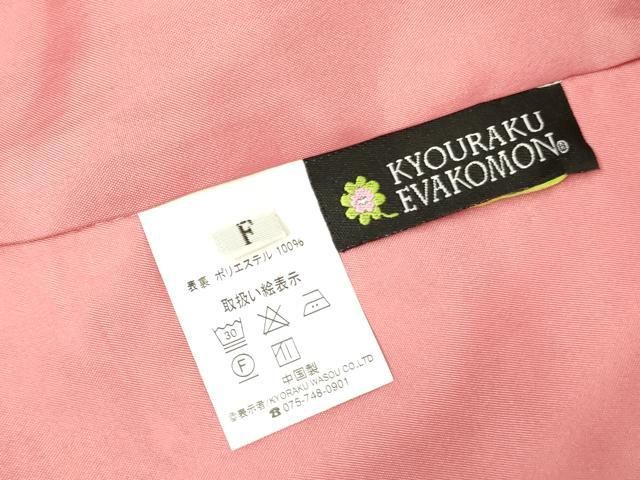 KYOURAKU
EVAKOMON®
F
表裏 ポリエステル 100%
取扱い絵表示
30
F
中国製
©表示者/KYORAKU WASOU CO.,LTD
☎075-748-0901